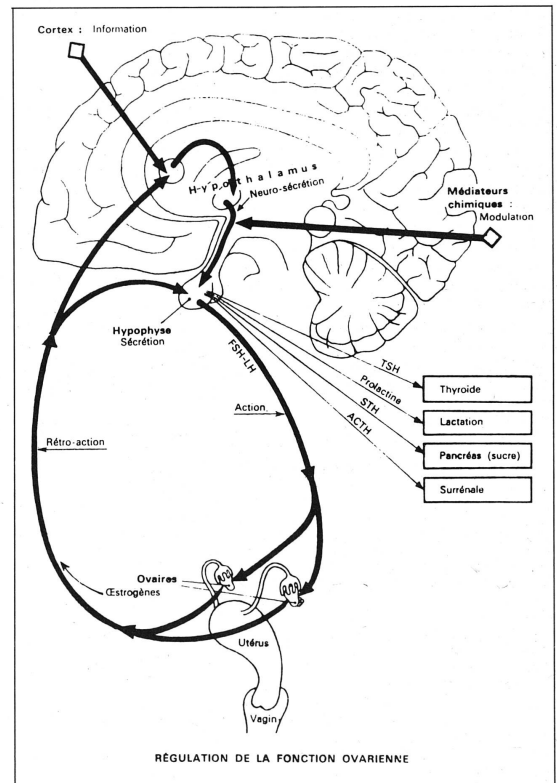 Cortex : Information
H-y p o t h a l a m u s
Neuro-sécrétion
Médiateurs
chimiques :
Modulation
Hypophyse
Sécrétion
FSH-LH
TSH
Prolactine
STH
ACTH
Thyroïde
Lactation
Pancréas (sucre)
Surrénale
Action
Rétro-action
Ovaires
Œstrogènes
Utérus
Vagin
RÉGULATION DE LA FONCTION OVARIENNE